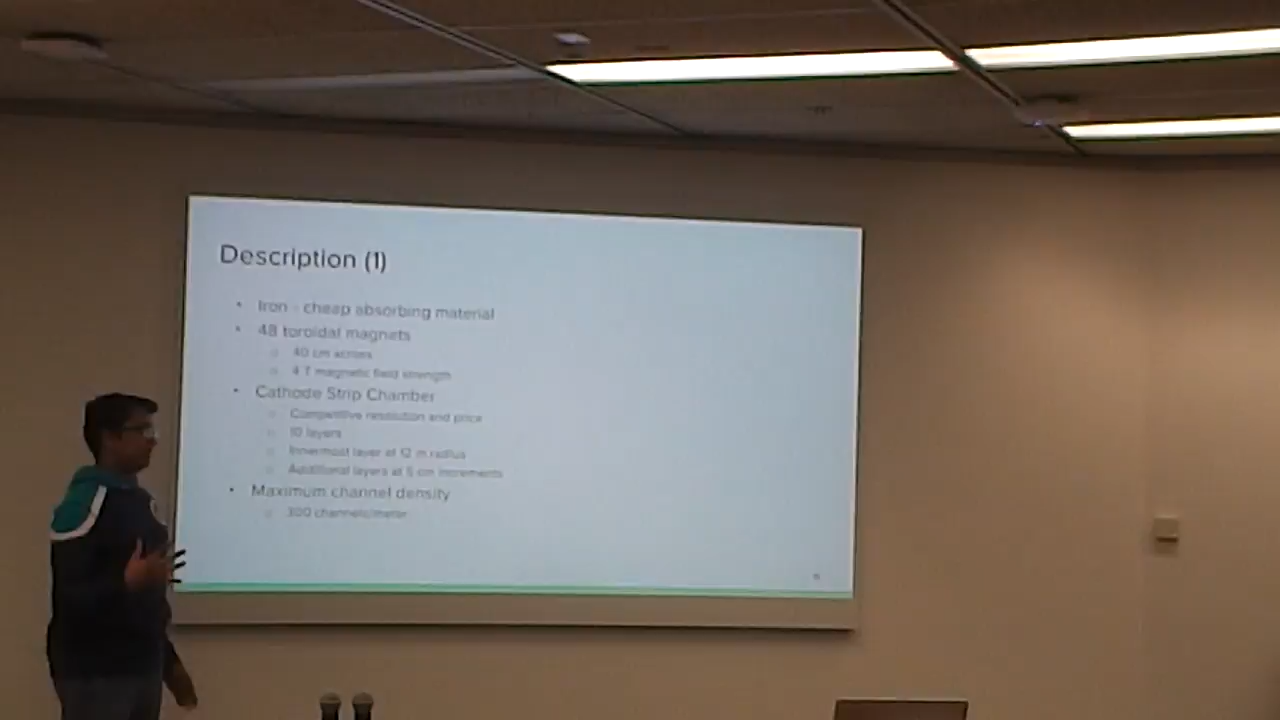 Description (1)
Iron - cheap absorbing material
48 toroidal magnets
40 cm across
4 T magnetic field strength
Cathode Strip Chamber
Competitive resolution and price
10 layers
Innermost layer at 12 m radius
Additional layers at 5 cm increments
Maximum channel density
300 channels/meter